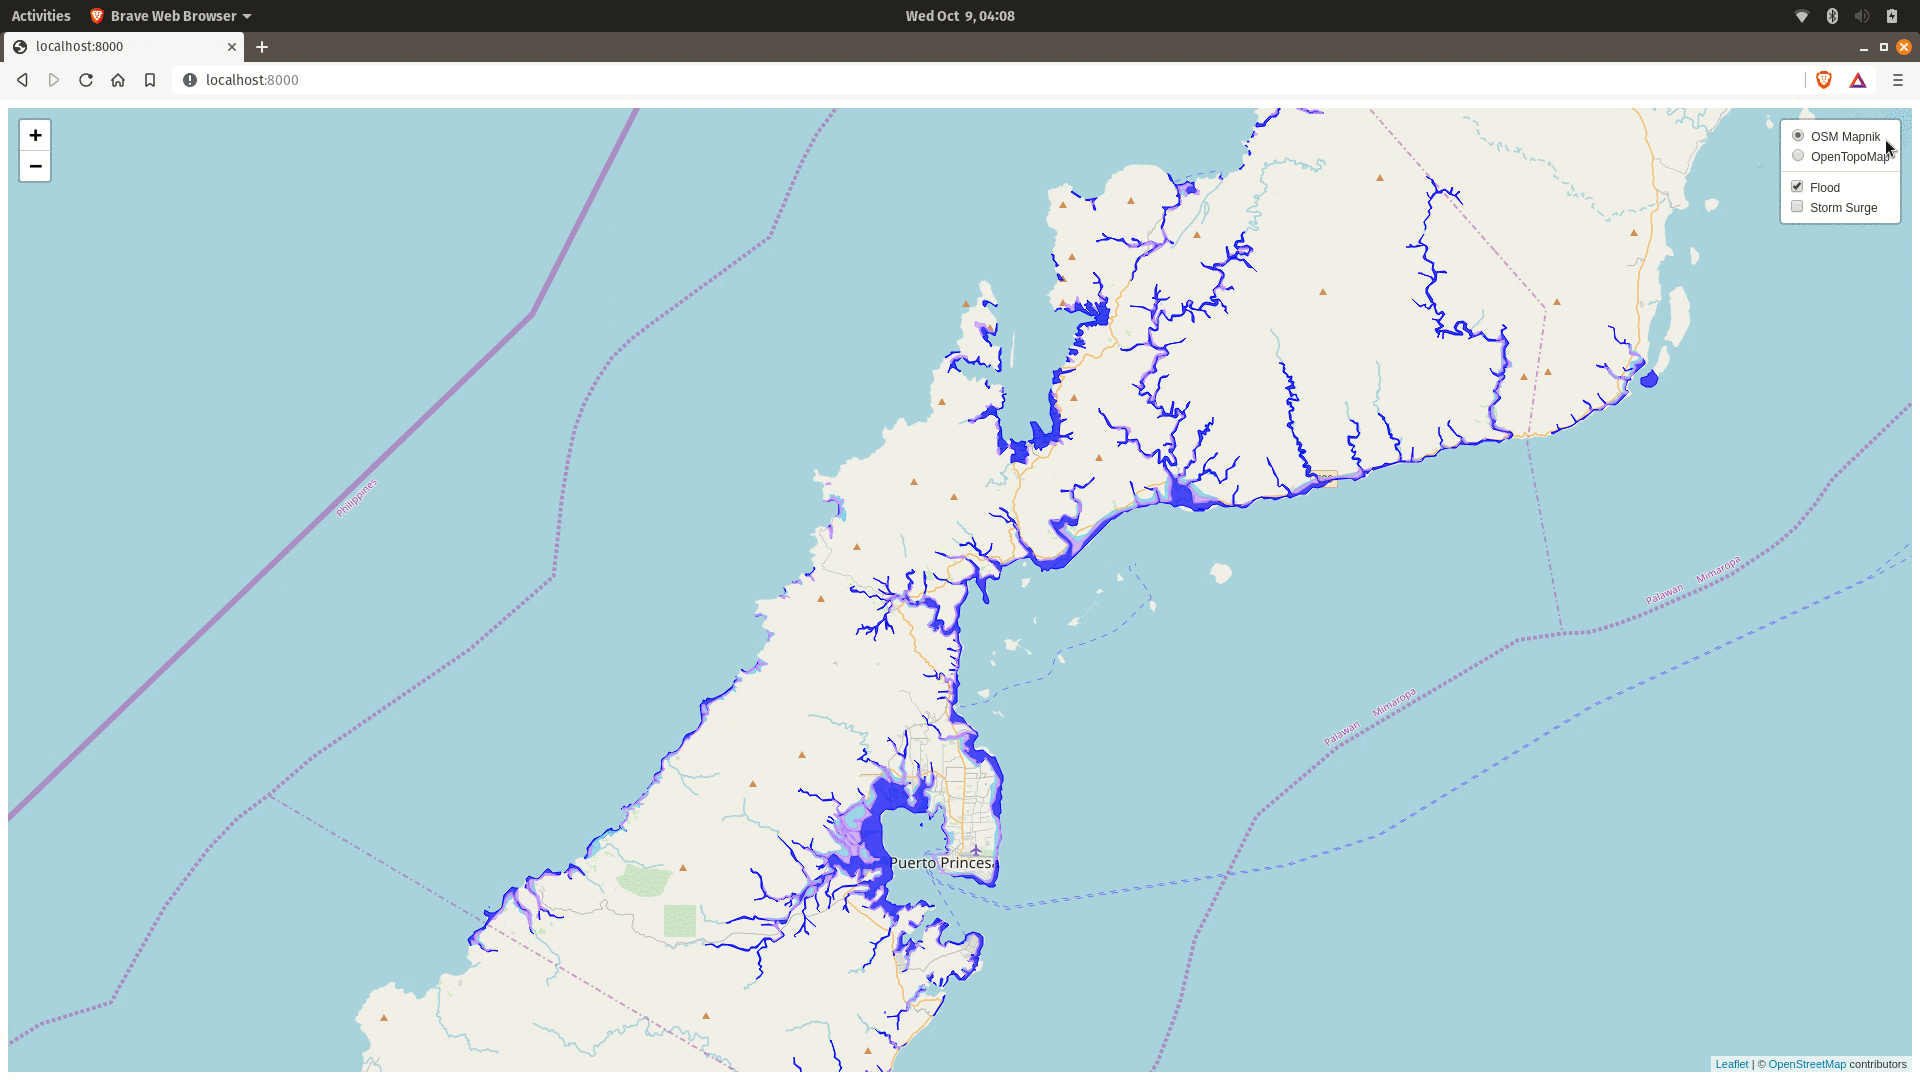 Activities Brave Web Browser Wed Oct 9, 04:08
localhost:8000
localhost:8000
+
−
OSM Mapnik
OpenTopoMap
Flood
Storm Surge
Philippines
Palawan Mimaropa
Palawan Mimaropa
Puerto Princesa
Leaflet | © OpenStreetMap contributors